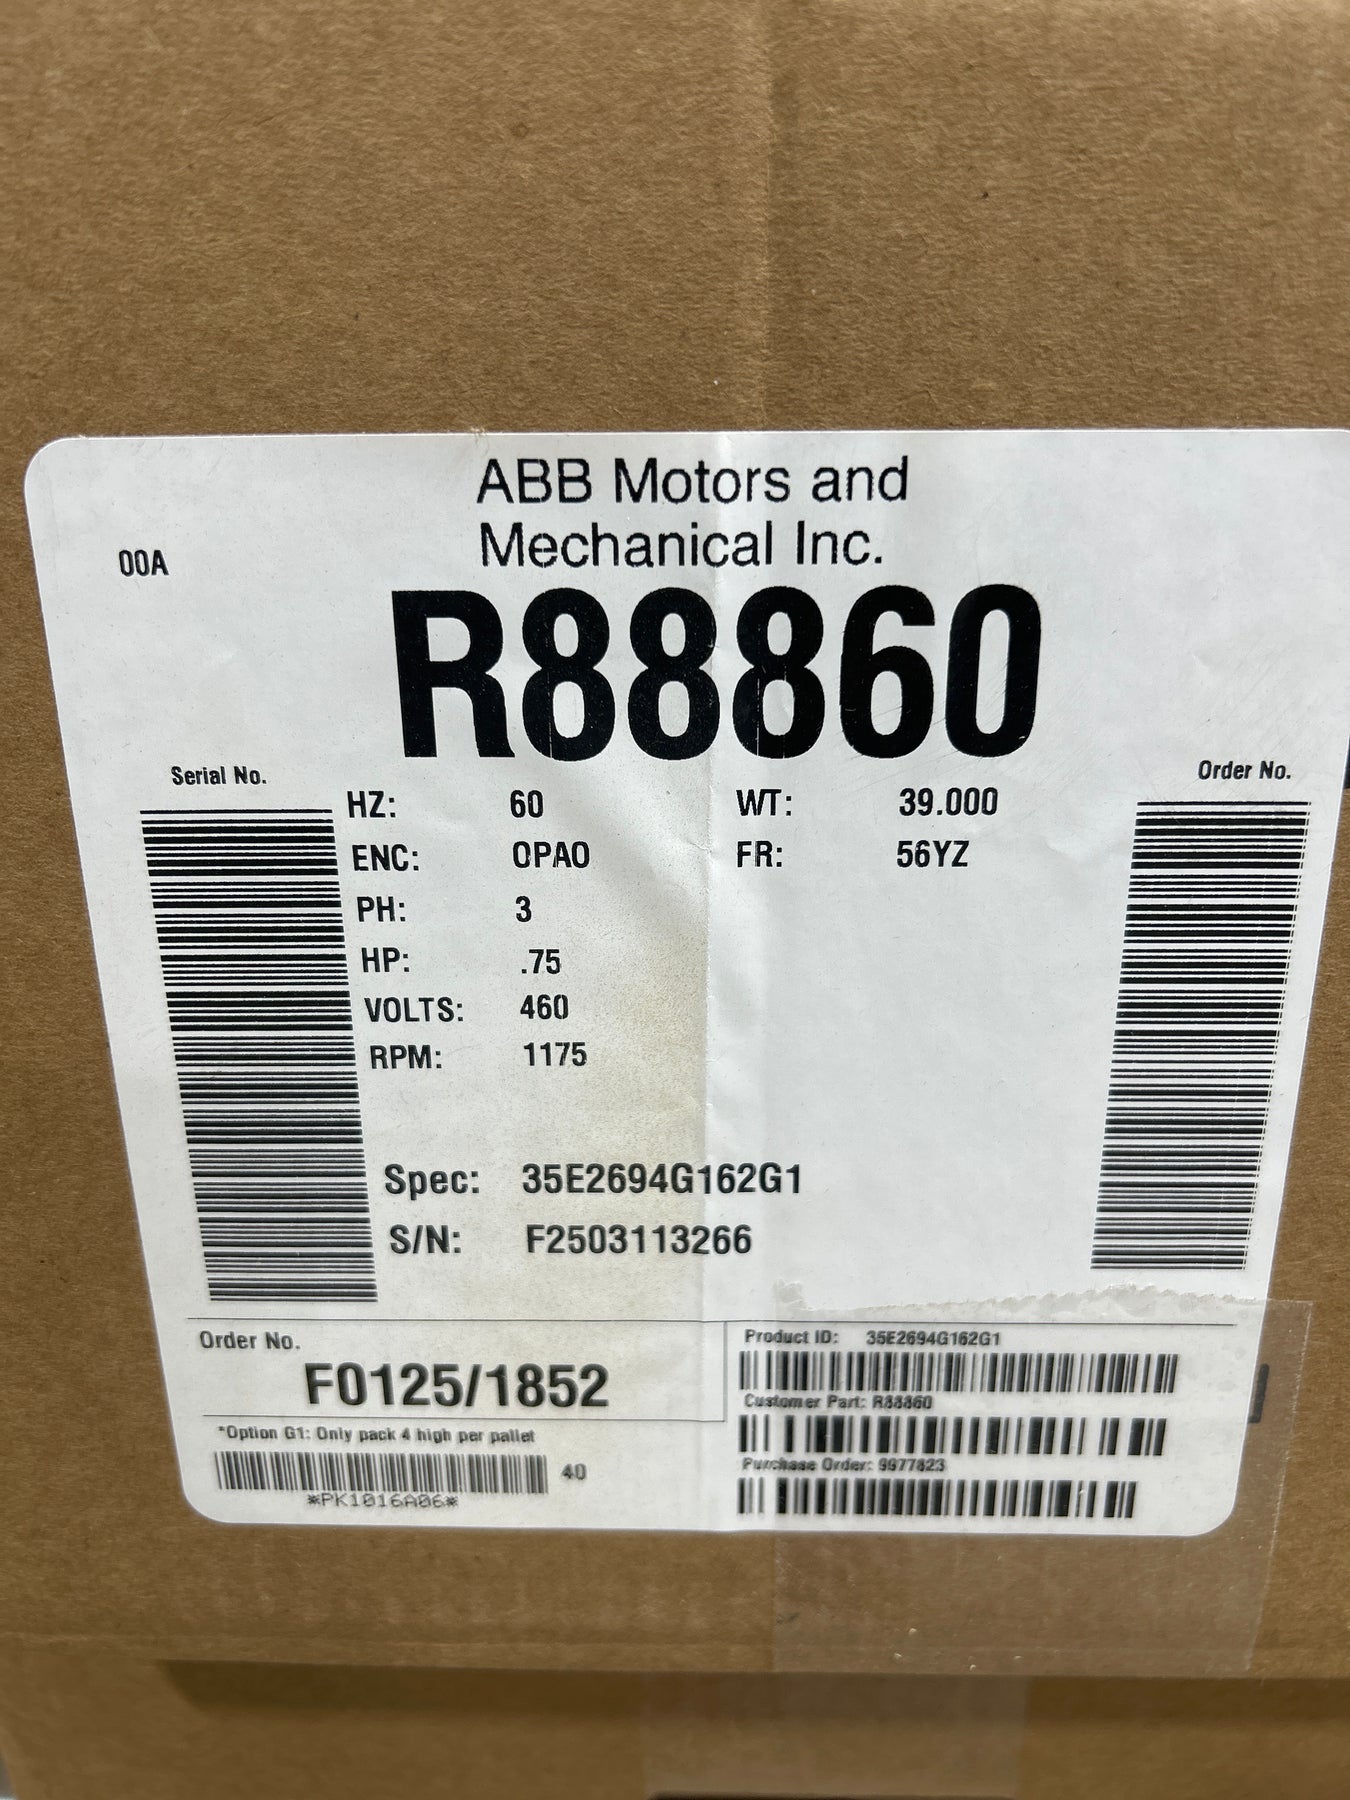 ABB Motors and
Mechanical Inc.
00A
R88860
Serial No.
Order No.
HZ: 60 WT: 39.000
ENC: OPAO FR: 56YZ
PH: 3
HP: .75
VOLTS: 460
RPM: 1175
Spec: 35E2694G162G1
S/N: F2503113266
Order No.
F0125/1852
*Option G1: Only pack 4 high per pallet
40
*PK1016A06*
Product ID: 35E2694G162G1
Customer Part: R88860
Purchase Order: 9977823